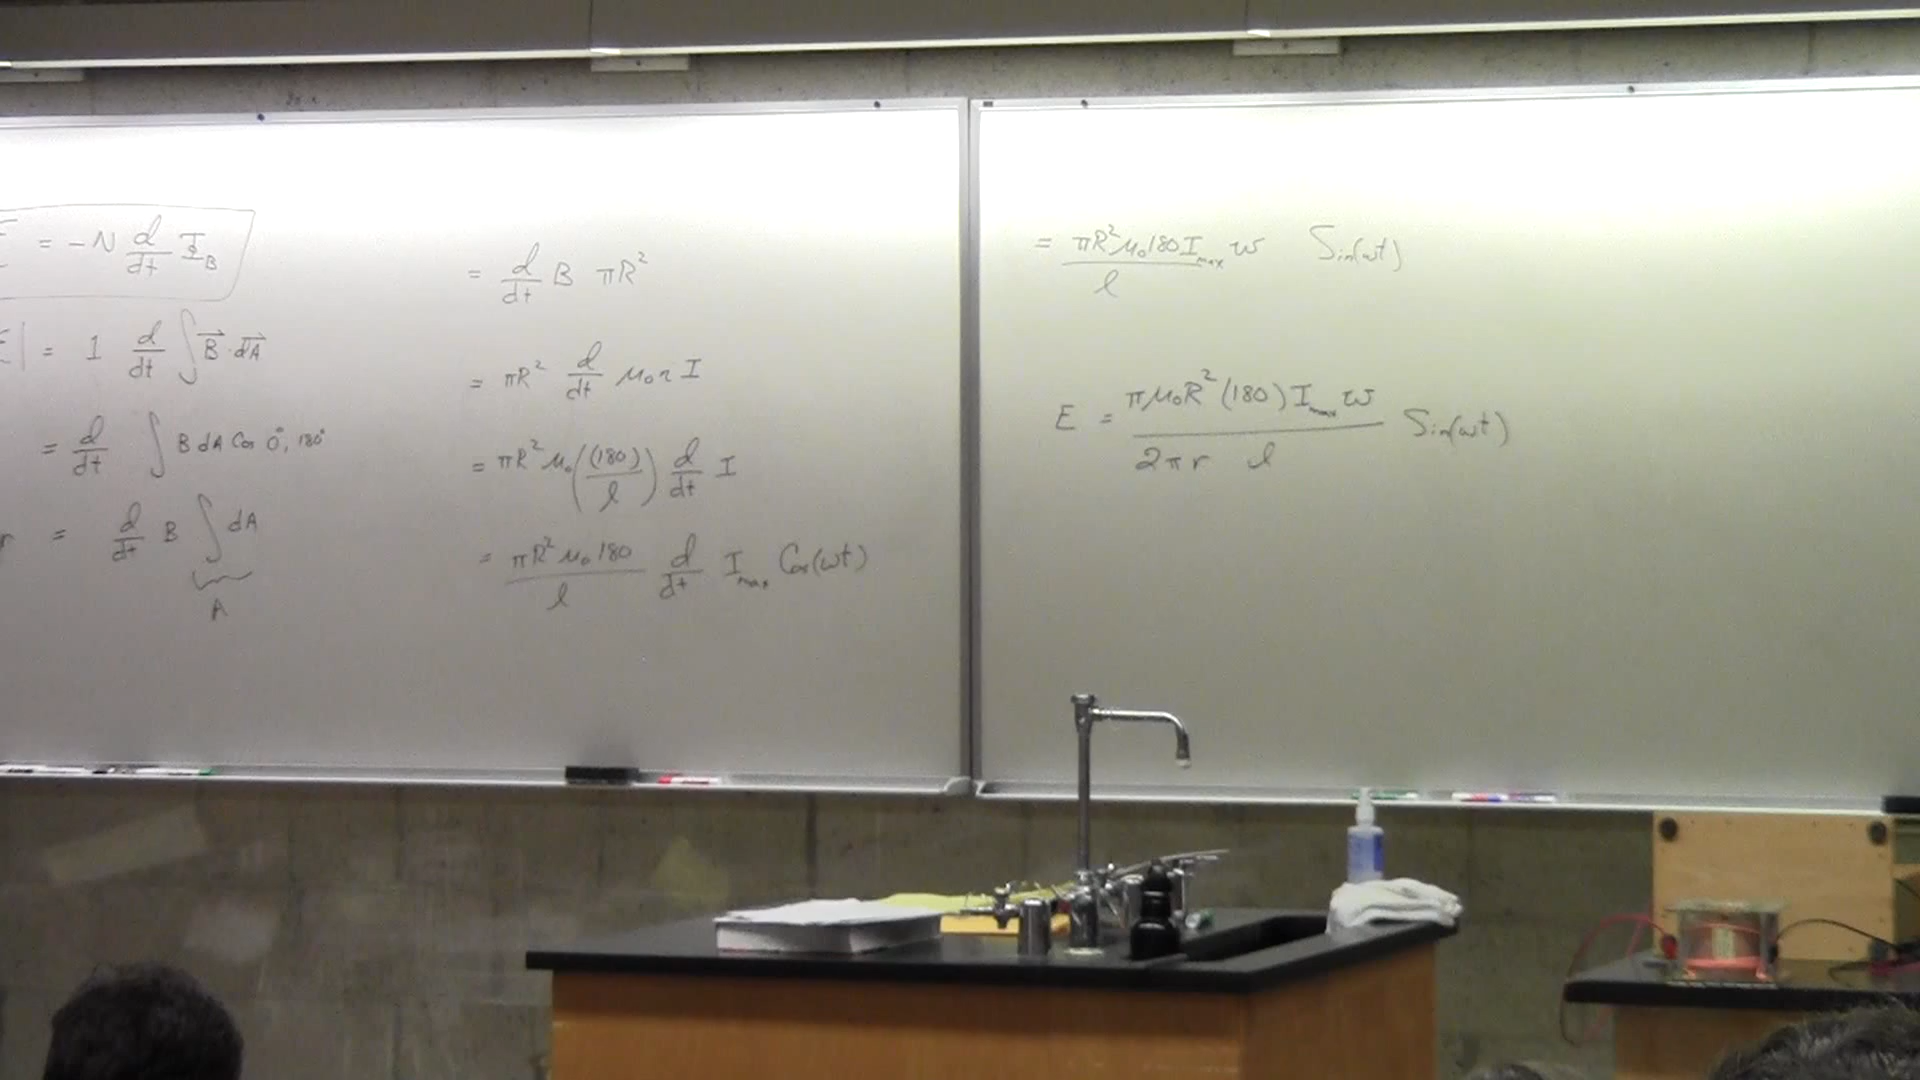 = - N d/dt Φ_B
| = 1 d/dt ∫ B⃗ · dA⃗
= d/dt ∫ B dA Cos 0°, 180°
r = d/dt B ∫ dA
A
= d/dt B πR²
= πR² d/dt μ₀ n I
= πR² μ₀ ((180)/l) d/dt I
= πR² μ₀ 180 / l d/dt I_max Cos(ωt)
= πR² μ₀ 180 I_max ω / l Sin(ωt)
E = πμ₀R² (180) I_max ω / 2πr l Sin(ωt)